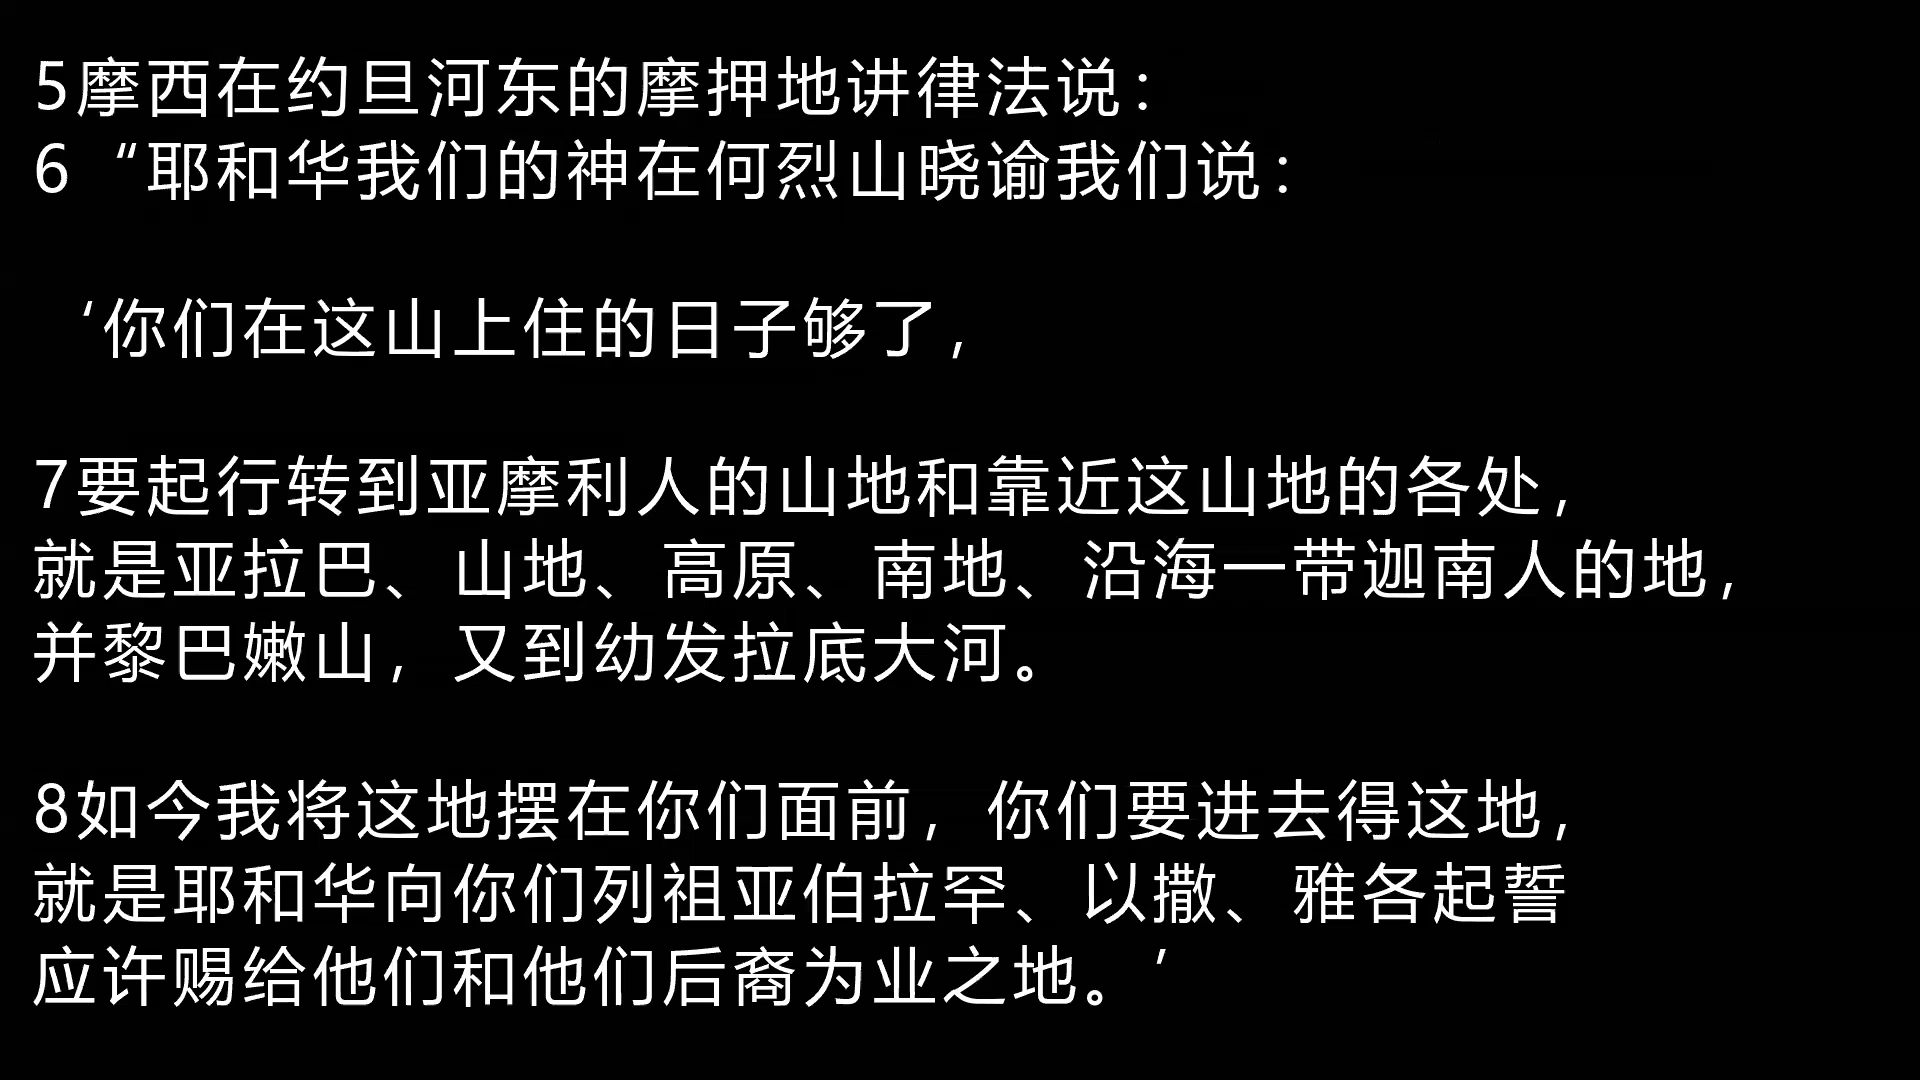 5摩西在约旦河东的摩押地讲律法说：
6“耶和华我们的神在何烈山晓谕我们说：
‘你们在这山上住的日子够了，
7要起行转到亚摩利人的山地和靠近这山地的各处，
就是亚拉巴、山地、高原、南地、沿海一带迦南人的地，
并黎巴嫩山，又到幼发拉底大河。
8如今我将这地摆在你们面前，你们要进去得这地，
就是耶和华向你们列祖亚伯拉罕、以撒、雅各起誓
应许赐给他们和他们后裔为业之地。’